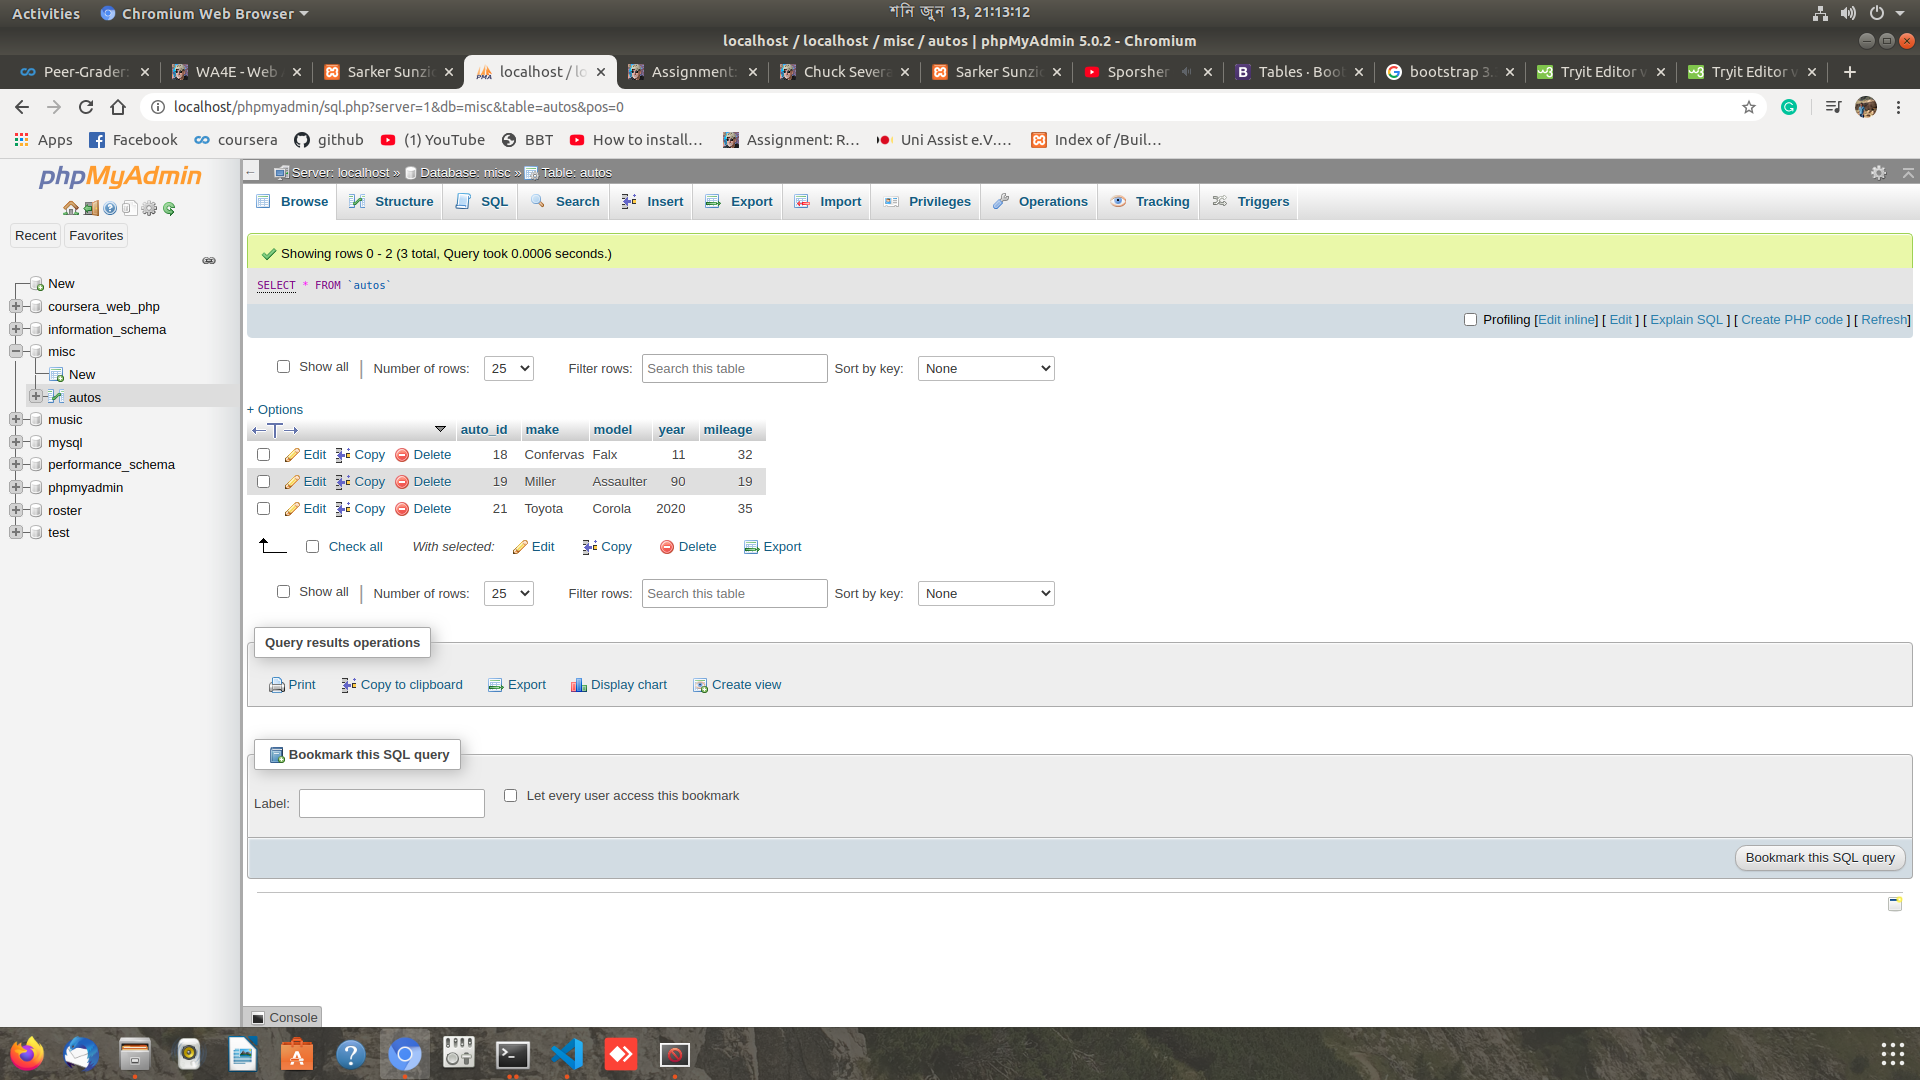 Activities Chromium Web Browser শনি জুন 13, 21:13:12
localhost / localhost / misc / autos | phpMyAdmin 5.0.2 - Chromium
Peer-Grader: WA4E - Web Sarker Sunzi localhost / lo Assignment: Chuck Severa Sarker Sunzi Sporsher Tables · Boot bootstrap 3. Tryit Editor v Tryit Editor v
localhost/phpmyadmin/sql.php?server=1&db=misc&table=autos&pos=0
Apps Facebook coursera github (1) YouTube BBT How to install… Assignment: R… Uni Assist e.V.… Index of /Buil…
phpMyAdmin
Recent Favorites
New
coursera_web_php
information_schema
misc
New
autos
music
mysql
performance_schema
phpmyadmin
roster
test
Server: localhost » Database: misc » Table: autos
Browse Structure SQL Search Insert Export Import Privileges Operations Tracking Triggers
Showing rows 0 - 2 (3 total, Query took 0.0006 seconds.)
SELECT * FROM `autos`
Profiling [Edit inline] [ Edit ] [ Explain SQL ] [ Create PHP code ] [ Refresh]
Show all | Number of rows: 25 Filter rows: Search this table Sort by key: None
+ Options
←T→ auto_id make model year mileage
Edit Copy Delete 18 Confervas Falx 11 32
Edit Copy Delete 19 Miller Assaulter 90 19
Edit Copy Delete 21 Toyota Corola 2020 35
Check all With selected: Edit Copy Delete Export
Show all | Number of rows: 25 Filter rows: Search this table Sort by key: None
Query results operations
Print Copy to clipboard Export Display chart Create view
Bookmark this SQL query
Label: Let every user access this bookmark
Bookmark this SQL query
Console